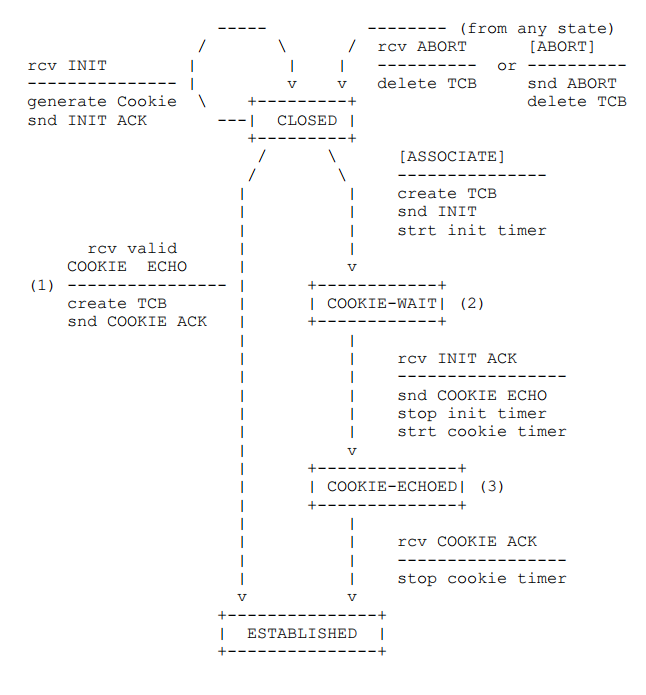 -----          -------- (from any state)
                  /       \      /  rcv ABORT      [ABORT]
rcv INIT         |         |    |   ----------  or ----------
--------------- |          v    v   delete TCB     snd ABORT
generate Cookie  \    +---------+                  delete TCB
snd INIT ACK       ---|  CLOSED |
                      +---------+
                       /       \      [ASSOCIATE]
                      /         \     ---------------
                     |          |     create TCB
                     |          |     snd INIT
                     |          |     strt init timer
      rcv valid      |          |
    COOKIE  ECHO     |          v
(1) ---------------- |      +------------+
    create TCB       |      | COOKIE-WAIT| (2)
    snd COOKIE ACK   |      +------------+
                     |          |
                     |          |     rcv INIT ACK
                     |          |     -----------------
                     |          |     snd COOKIE ECHO
                     |          |     stop init timer
                     |          |     strt cookie timer
                     |          v
                     |      +--------------+
                     |      | COOKIE-ECHOED| (3)
                     |      +--------------+
                     |          |
                     |          |     rcv COOKIE ACK
                     |          |     -----------------
                     |          |     stop cookie timer
                     v          v
                   +---------------+
                   |  ESTABLISHED  |
                   +---------------+